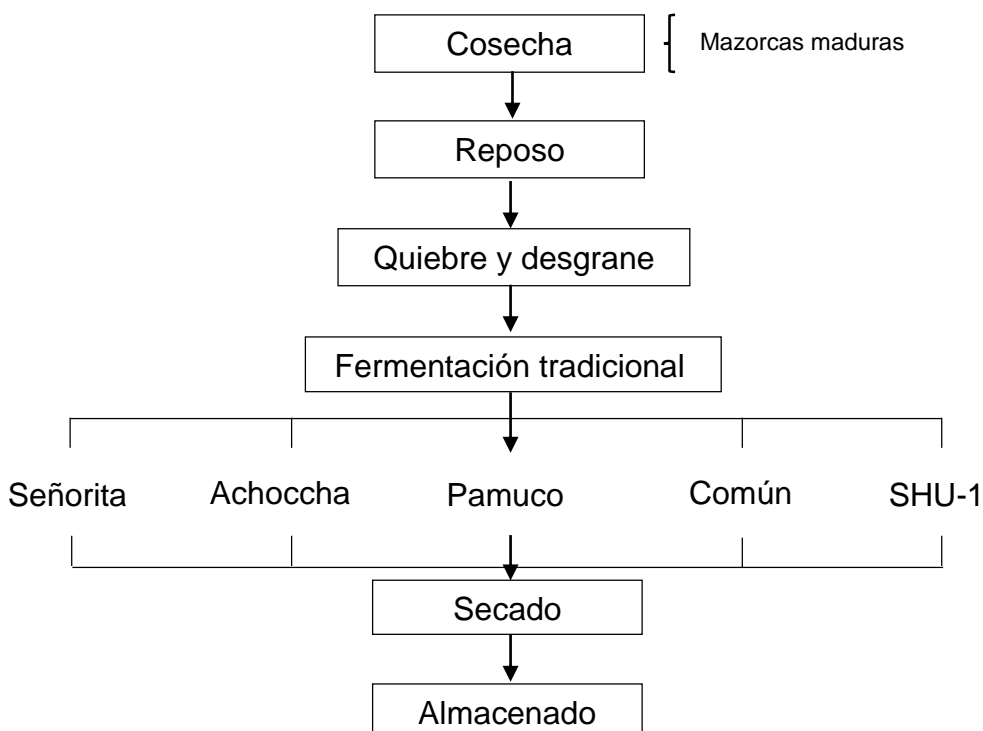 Cosecha
Mazorcas maduras
Reposo
Quiebre y desgrane
Fermentación tradicional
Señorita
Achoccha
Pamuco
Común
SHU-1
Secado
Almacenado